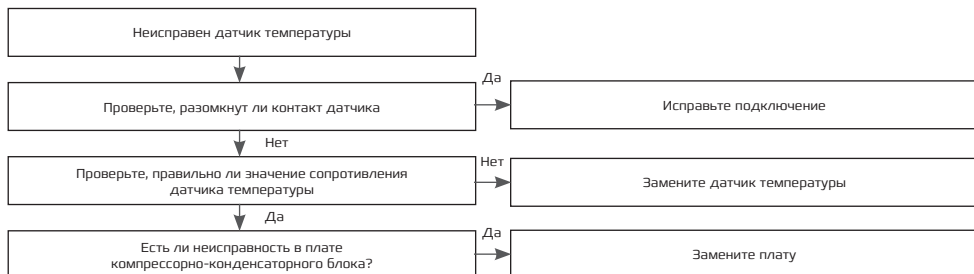 Неисправен датчик температуры
Да
Проверьте, разомкнут ли контакт датчика
Исправьте подключение
Нет
Проверьте, правильно ли значение сопротивления
датчика температуры
Нет
Замените датчик температуры
Да
Есть ли неисправность в плате
компрессорно-конденсаторного блока?
Да
Замените плату